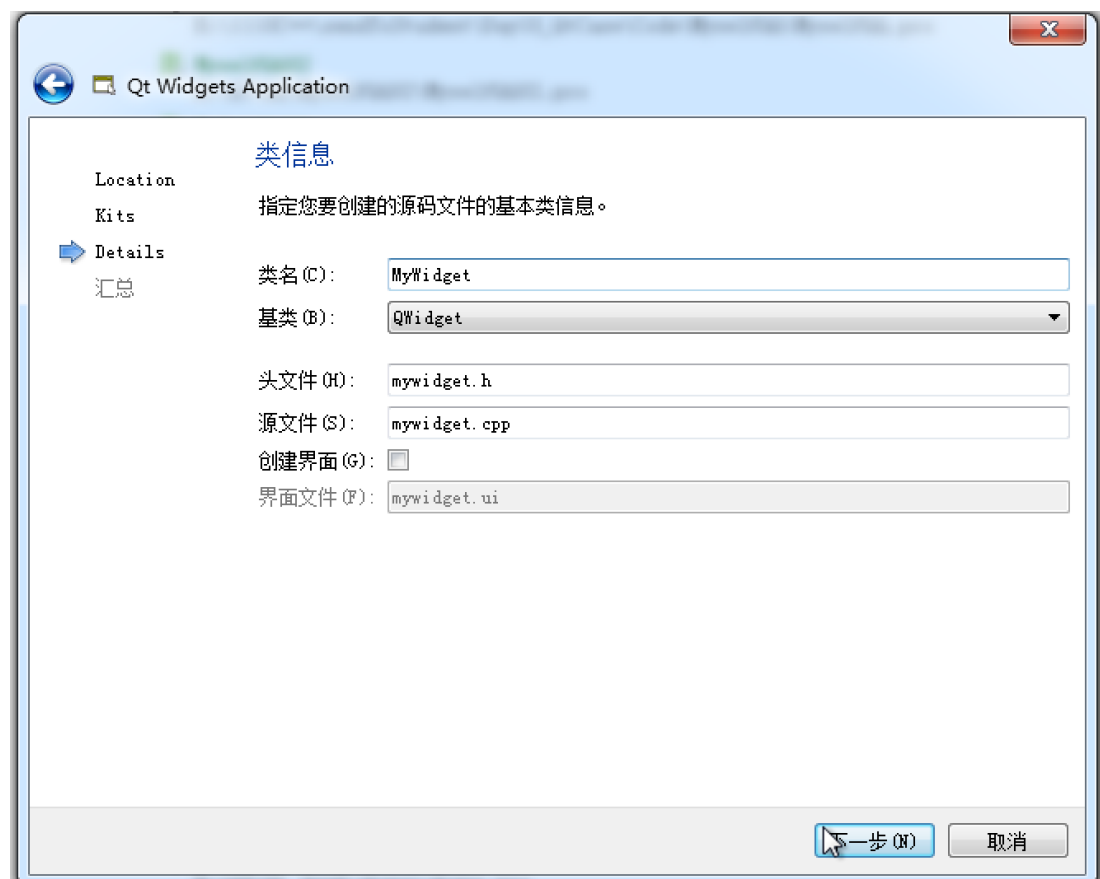 Qt Widgets Application
类信息
Location
指定您要创建的源码文件的基本类信息。
Kits
Details
汇总
类名(C): MyWidget
基类(B): QWidget
头文件(H): mywidget.h
源文件(S): mywidget.cpp
创建界面(G):
界面文件(F): mywidget.ui
下一步(N) 取消